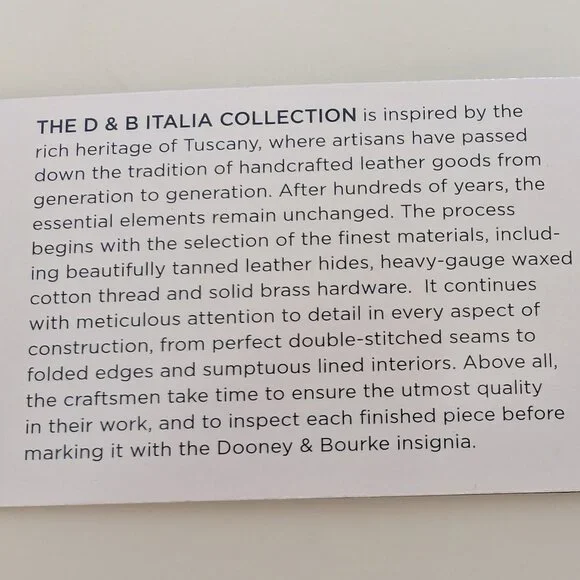 THE D & B ITALIA COLLECTION is inspired by the
rich heritage of Tuscany, where artisans have passed
down the tradition of handcrafted leather goods from
generation to generation. After hundreds of years, the
essential elements remain unchanged. The process
begins with the selection of the finest materials, includ-
ing beautifully tanned leather hides, heavy-gauge waxed
cotton thread and solid brass hardware. It continues
with meticulous attention to detail in every aspect of
construction, from perfect double-stitched seams to
folded edges and sumptuous lined interiors. Above all,
the craftsmen take time to ensure the utmost quality
in their work, and to inspect each finished piece before
marking it with the Dooney & Bourke insignia.